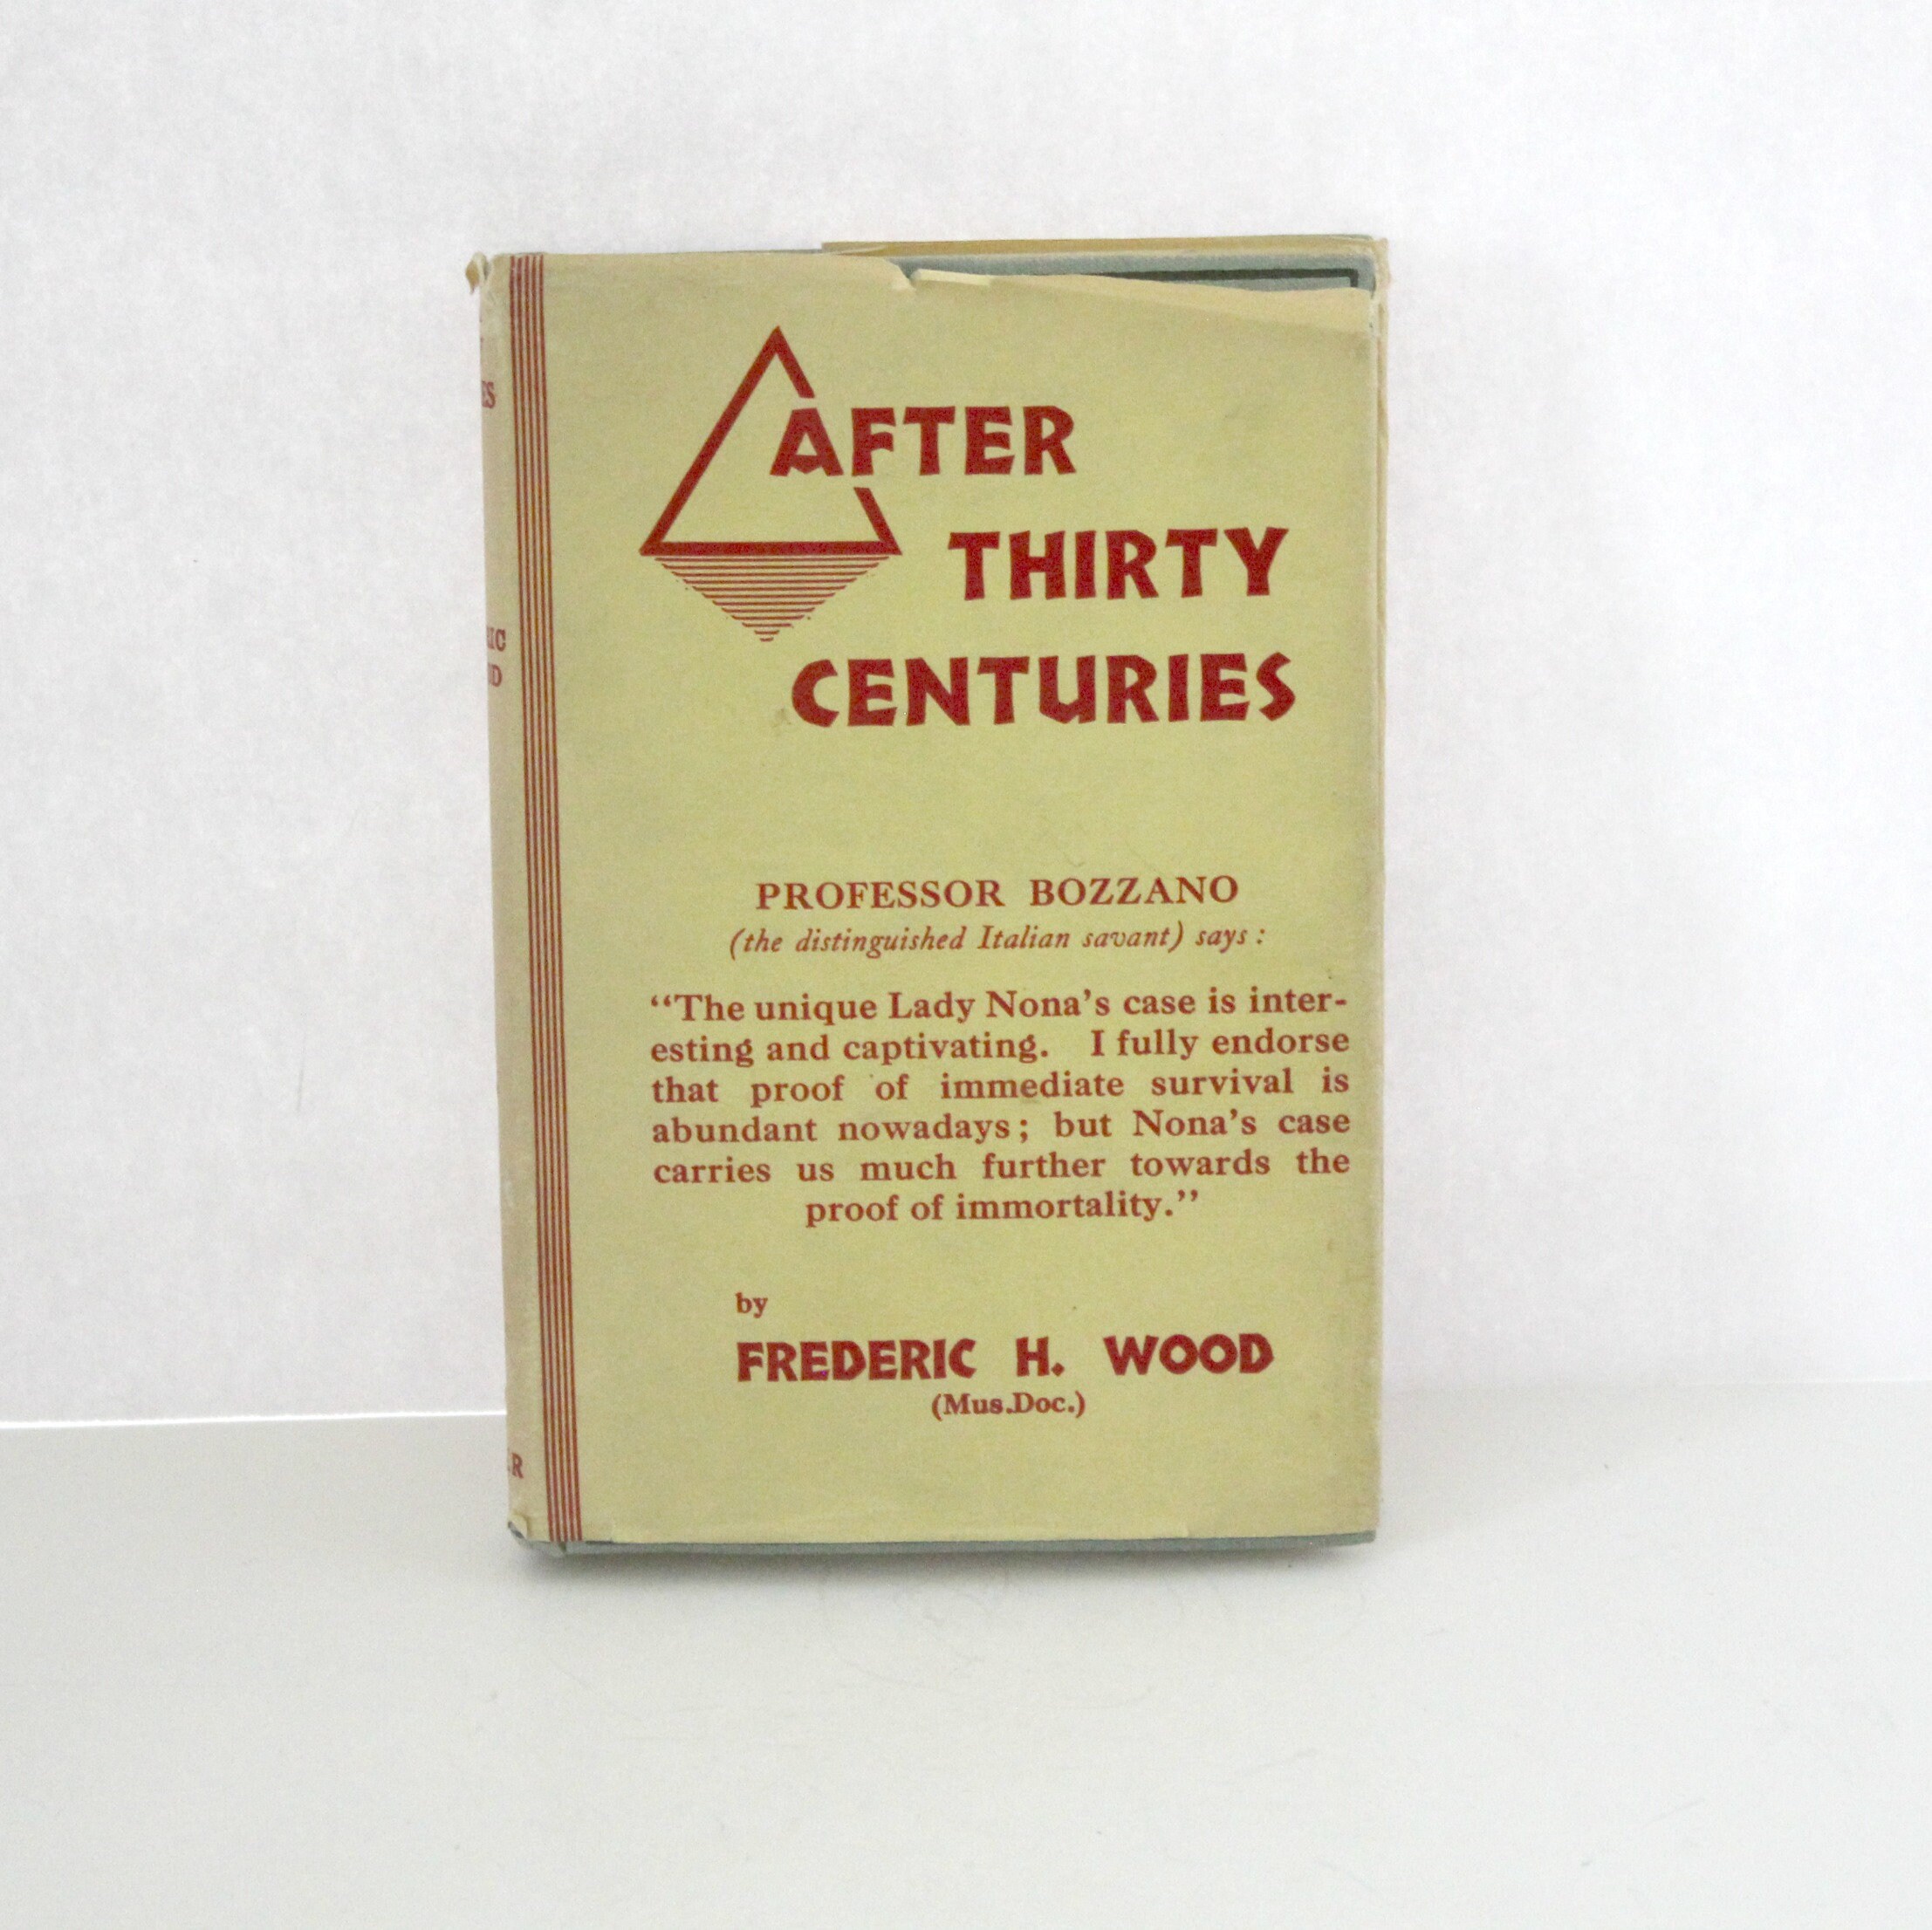 AFTER
THIRTY
CENTURIES
PROFESSOR BOZZANO
(the distinguished Italian savant) says :
“The unique Lady Nona’s case is inter-
esting and captivating. I fully endorse
that proof of immediate survival is
abundant nowadays; but Nona’s case
carries us much further towards the
proof of immortality.”
by
FREDERIC H. WOOD
(Mus.Doc.)